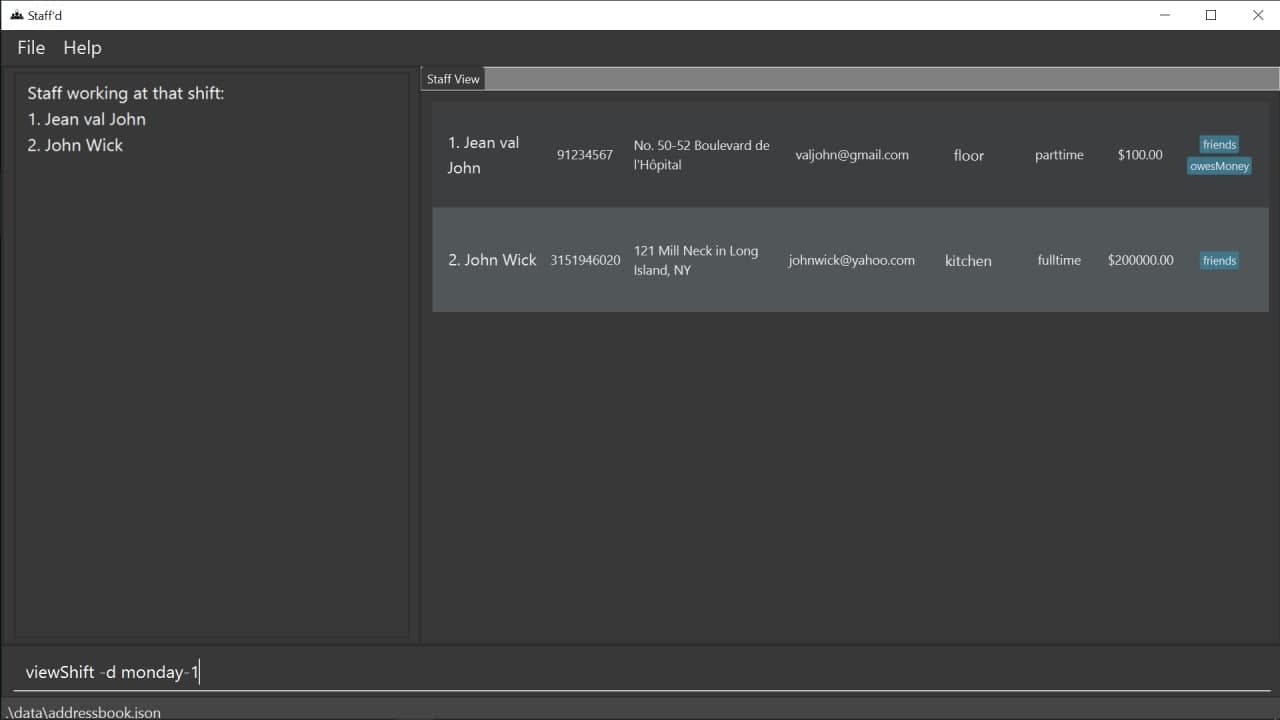 Staff'd
File Help
Staff working at that shift:
1. Jean val John
2. John Wick
Staff View
1. Jean val
John
91234567
No. 50-52 Boulevard de
l'Hôpital
valjohn@gmail.com
floor
parttime
$100.00
friends
owesMoney
2. John Wick
3151946020
121 Mill Neck in Long
Island, NY
johnwick@yahoo.com
kitchen
fulltime
$200000.00
friends
viewShift -d monday-1
.\data\addressbook.json